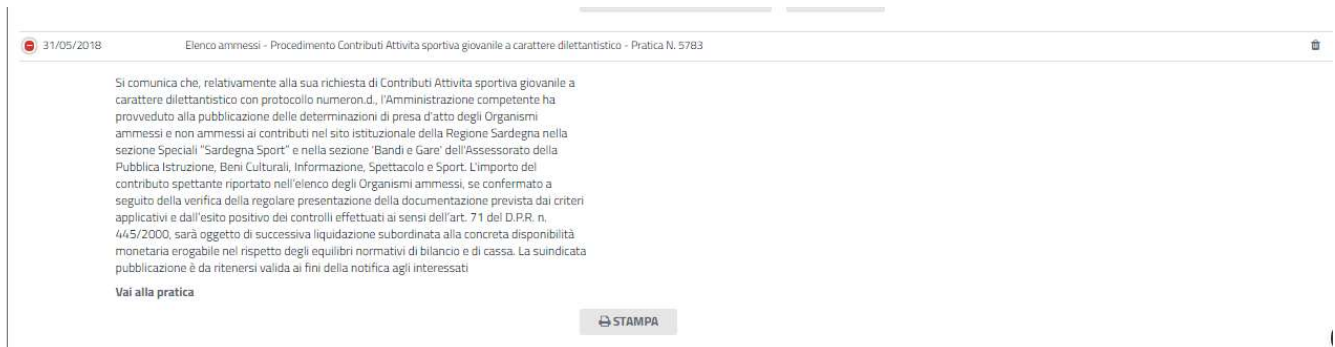 31/05/2018 Elenco ammessi - Procedimento Contributi Attivita sportiva giovanile a carattere dilettantistico - Pratica N. 5783
Si comunica che, relativamente alla sua richiesta di Contributi Attivita sportiva giovanile a
carattere dilettantistico con protocollo numeron.d., l'Amministrazione competente ha
provveduto alla pubblicazione delle determinazioni di presa d'atto degli Organismi
ammessi e non ammessi ai contributi nel sito istituzionale della Regione Sardegna nella
sezione Speciali "Sardegna Sport" e nella sezione 'Bandi e Gare' dell'Assessorato della
Pubblica Istruzione, Beni Culturali, Informazione, Spettacolo e Sport. L'importo del
contributo spettante riportato nell'elenco degli Organismi ammessi, se confermato a
seguito della verifica della regolare presentazione della documentazione prevista dai criteri
applicativi e dall'esito positivo dei controlli effettuati ai sensi dell'art. 71 del D.P.R. n.
445/2000, sarà oggetto di successiva liquidazione subordinata alla concreta disponibilità
monetaria erogabile nel rispetto degli equilibri normativi di bilancio e di cassa. La suindicata
pubblicazione è da ritenersi valida ai fini della notifica agli interessati
Vai alla pratica
STAMPA